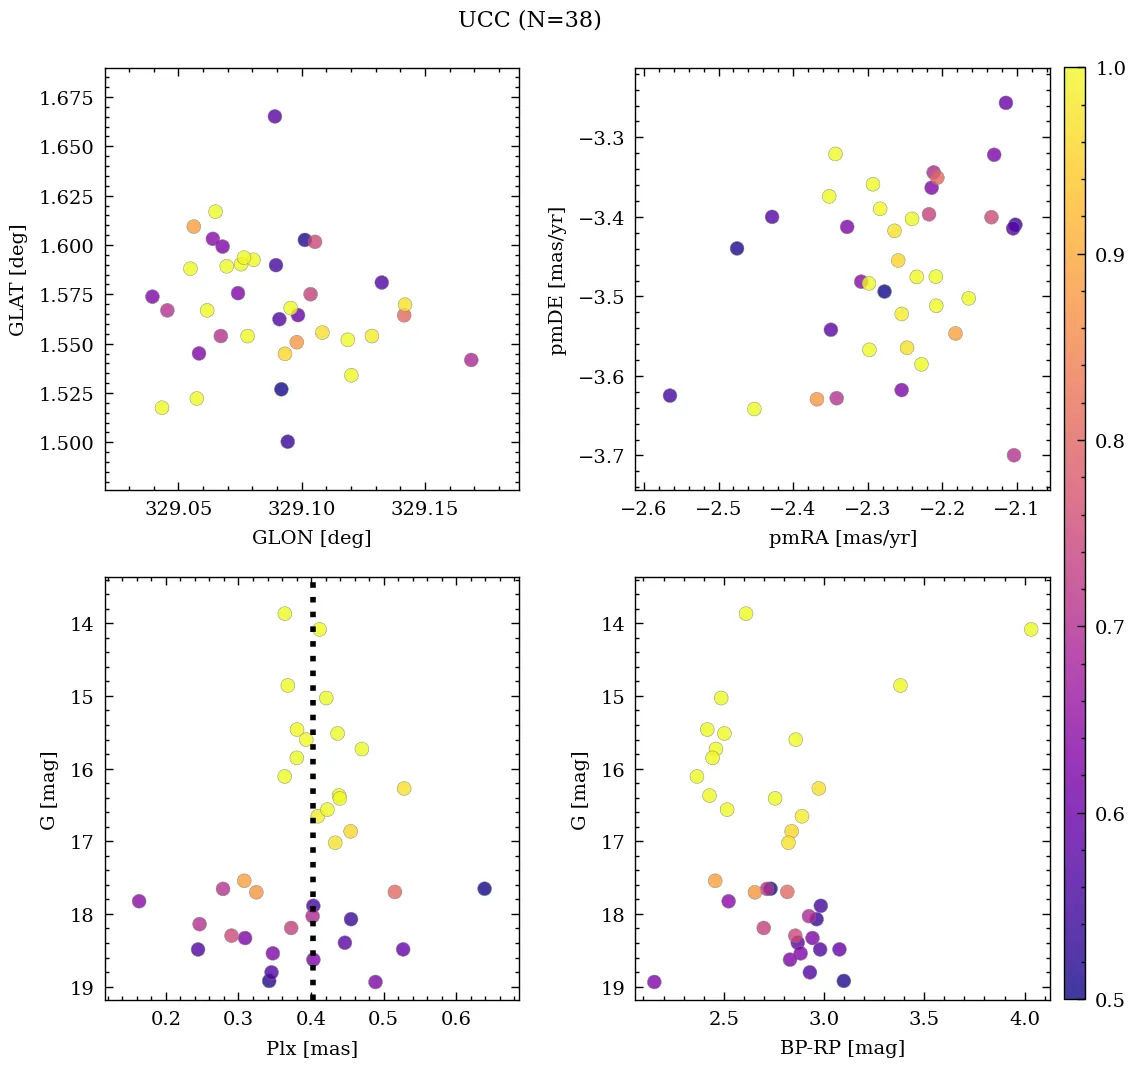 UCC (N=38)
1.675
1.650
1.625
1.600
1.575
1.550
1.525
1.500
GLAT [deg]
329.05 329.10 329.15
GLON [deg]
−3.3
−3.4
−3.5
−3.6
−3.7
pmDE [mas/yr]
−2.6 −2.5 −2.4 −2.3 −2.2 −2.1
pmRA [mas/yr]
14
15
16
17
18
19
G [mag]
0.2 0.3 0.4 0.5 0.6
Plx [mas]
14
15
16
17
18
19
G [mag]
2.5 3.0 3.5 4.0
BP-RP [mag]
1.0
0.9
0.8
0.7
0.6
0.5